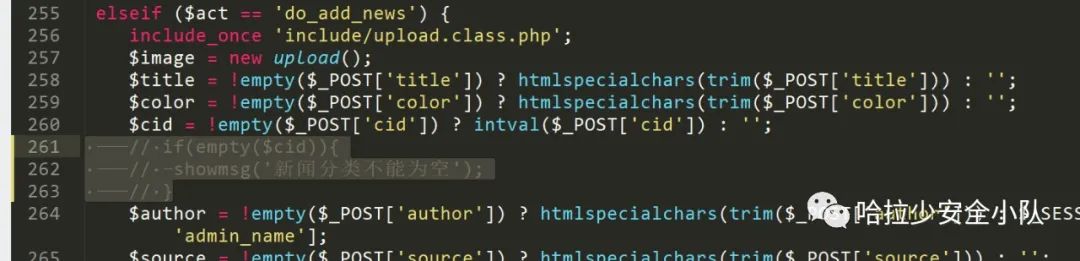 255 elseif ($act == 'do_add_news') {
256 include_once 'include/upload.class.php';
257 $image = new upload();
258 $title = !empty($_POST['title']) ? htmlspecialchars(trim($_POST['title'])) : '';
259 $color = !empty($_POST['color']) ? htmlspecialchars(trim($_POST['color'])) : '';
260 $cid = !empty($_POST['cid']) ? intval($_POST['cid']) : '';
261 // if(empty($cid)){
262 // showmsg('新闻分类不能为空');
263 // }
264 $author = !empty($_POST['author']) ? htmlspecialchars(trim($_POST['author'])) : $_SESS
'admin_name'];
265 $source = !empty($_POST['source']) ? htmlspecialchars(trim($_POST['source'])) : '';
哈拉少安全小队